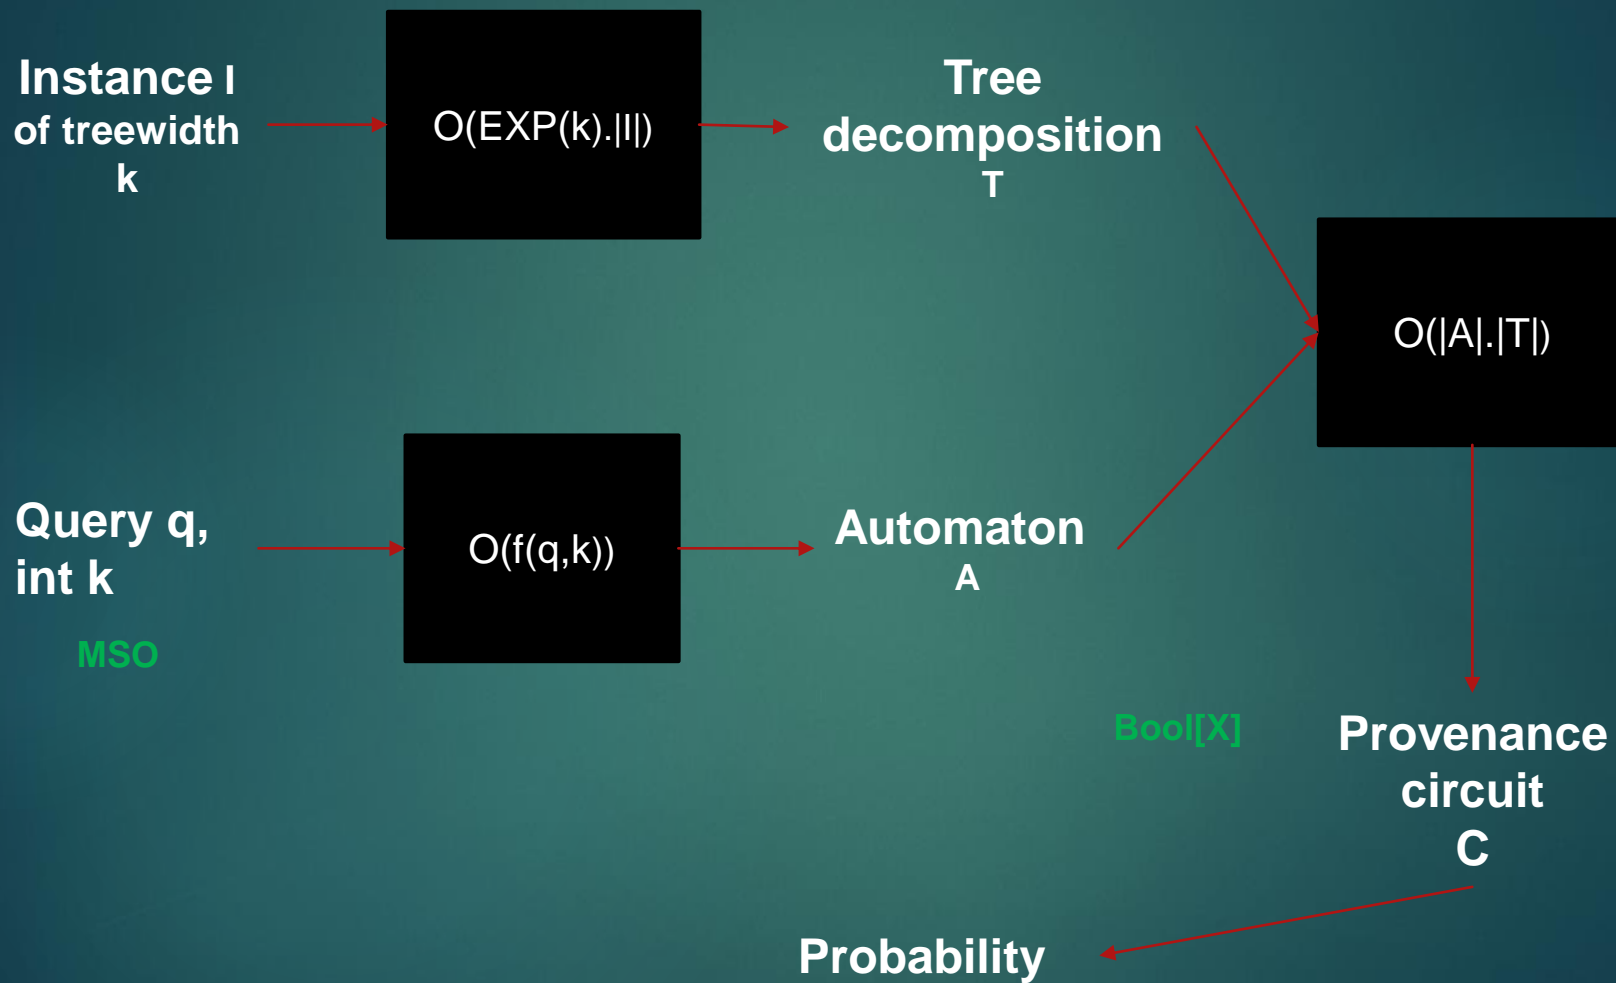 Instance I
of treewidth
k
O(EXP(k).|I|)
Tree
decomposition
T
O(|A|.|T|)
Query q,
int k
MSO
O(f(q,k))
Automaton
A
Bool[X]
Provenance
circuit
C
Probability